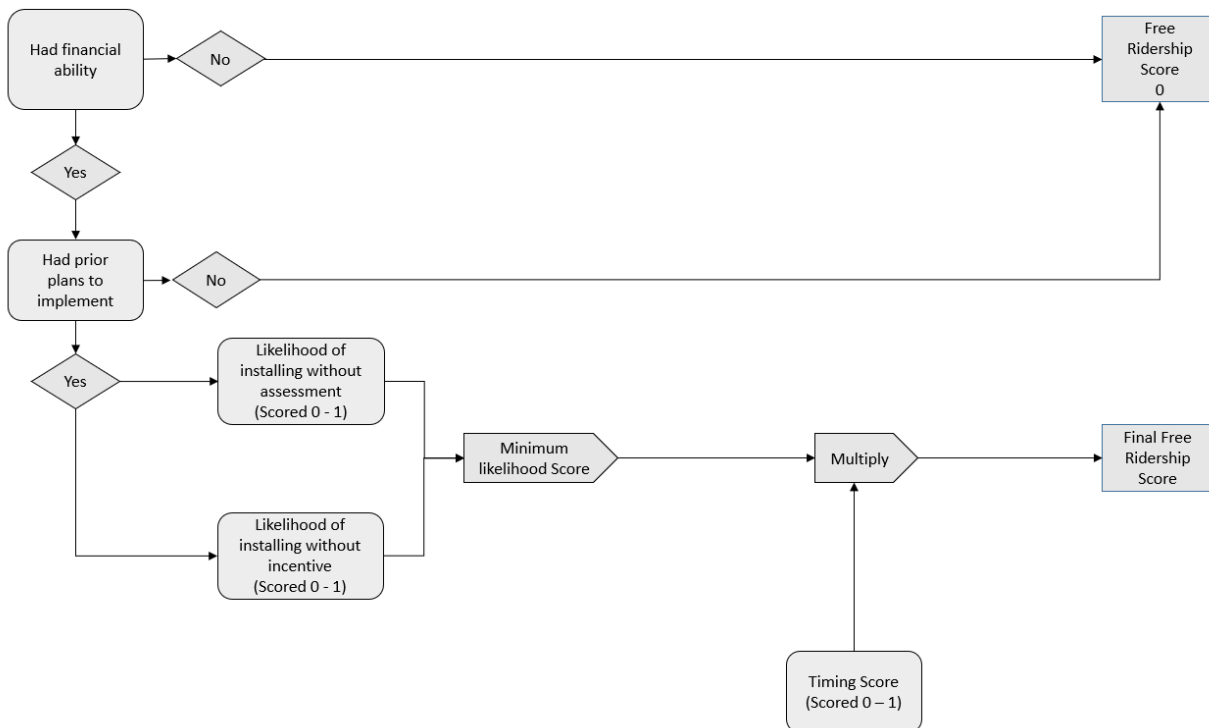 Had financial
ability
No
Free
Ridership
Score
0
Yes
Had prior
plans to
implement
No
Yes
Likelihood of
installing without
assessment
(Scored 0 - 1)
Minimum
likelihood Score
Multiply
Final Free
Ridership
Score
Likelihood of
installing without
incentive
(Scored 0 - 1)
Timing Score
(Scored 0 – 1)